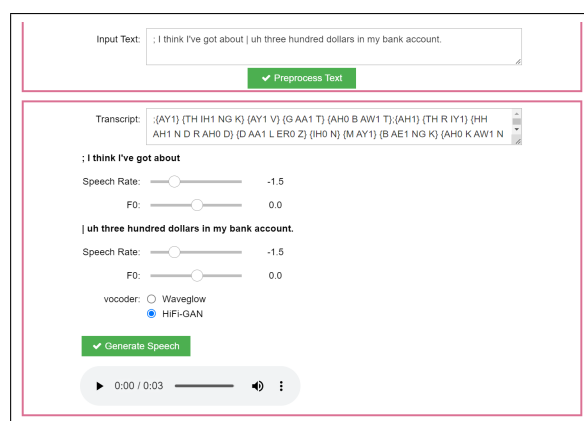 Input Text:
; I think I've got about | uh three hundred dollars in my bank account.
✔ Preprocess Text
Transcript:
;{AY1} {TH IH1 NG K} {AY1 V} {G AA1 T} {AH0 B AW1 T};{AH1} {TH R IY1} {HH
AH1 N D R AH0 D} {D AA1 L ER0 Z} {IH0 N} {M AY1} {B AE1 NG K} {AH0 K AW1 N
; I think I've got about
Speech Rate: -1.5
F0: 0.0
| uh three hundred dollars in my bank account.
Speech Rate: -1.5
F0: 0.0
vocoder: Waveglow
HiFi-GAN
✔ Generate Speech
0:00 / 0:03